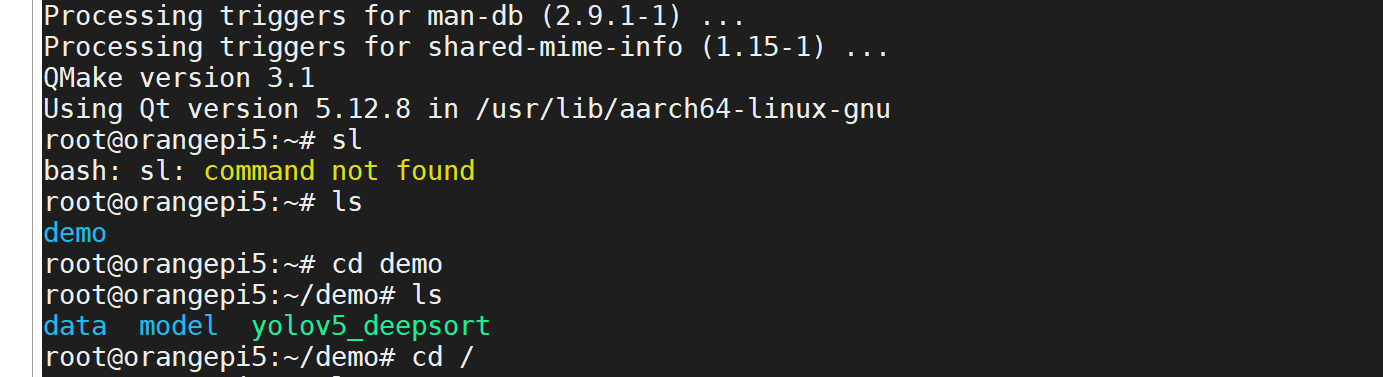 Processing triggers for man-db (2.9.1-1) ...
Processing triggers for shared-mime-info (1.15-1) ...
QMake version 3.1
Using Qt version 5.12.8 in /usr/lib/aarch64-linux-gnu
root@orangepi5:~# sl
bash: sl: command not found
root@orangepi5:~# ls
demo
root@orangepi5:~# cd demo
root@orangepi5:~/demo# ls
data  model  yolov5_deepsort
root@orangepi5:~/demo# cd /